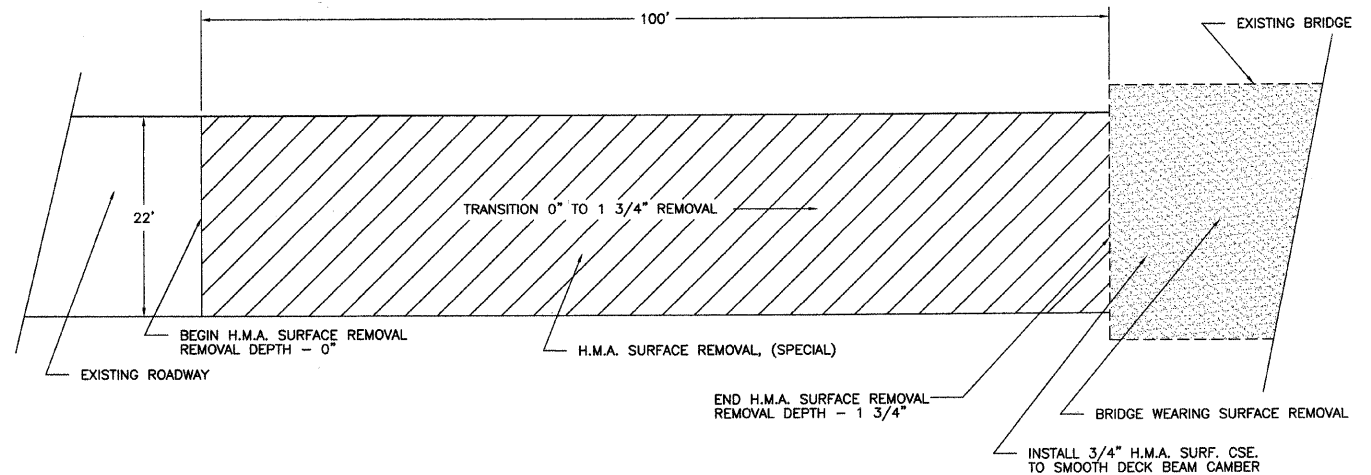 100'
EXISTING BRIDGE
TRANSITION 0" TO 1 3/4" REMOVAL
22'
BEGIN H.M.A. SURFACE REMOVAL
REMOVAL DEPTH – 0"
H.M.A. SURFACE REMOVAL, (SPECIAL)
EXISTING ROADWAY
END H.M.A. SURFACE REMOVAL
REMOVAL DEPTH – 1 3/4"
BRIDGE WEARING SURFACE REMOVAL
INSTALL 3/4" H.M.A. SURF. CSE.
TO SMOOTH DECK BEAM CAMBER